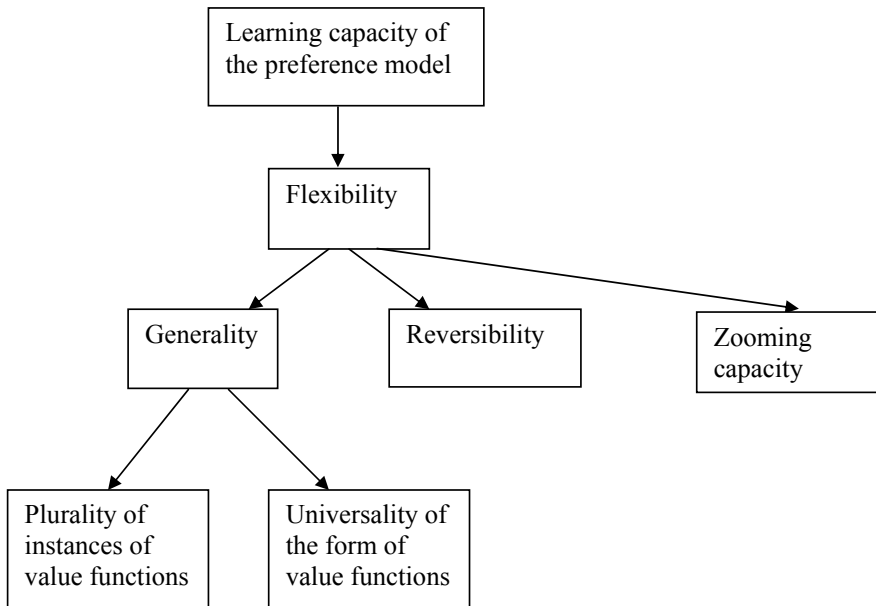 Learning capacity of
the preference model
Flexibility
Generality
Reversibility
Zooming
capacity
Plurality of
instances of
value functions
Universality of
the form of
value functions